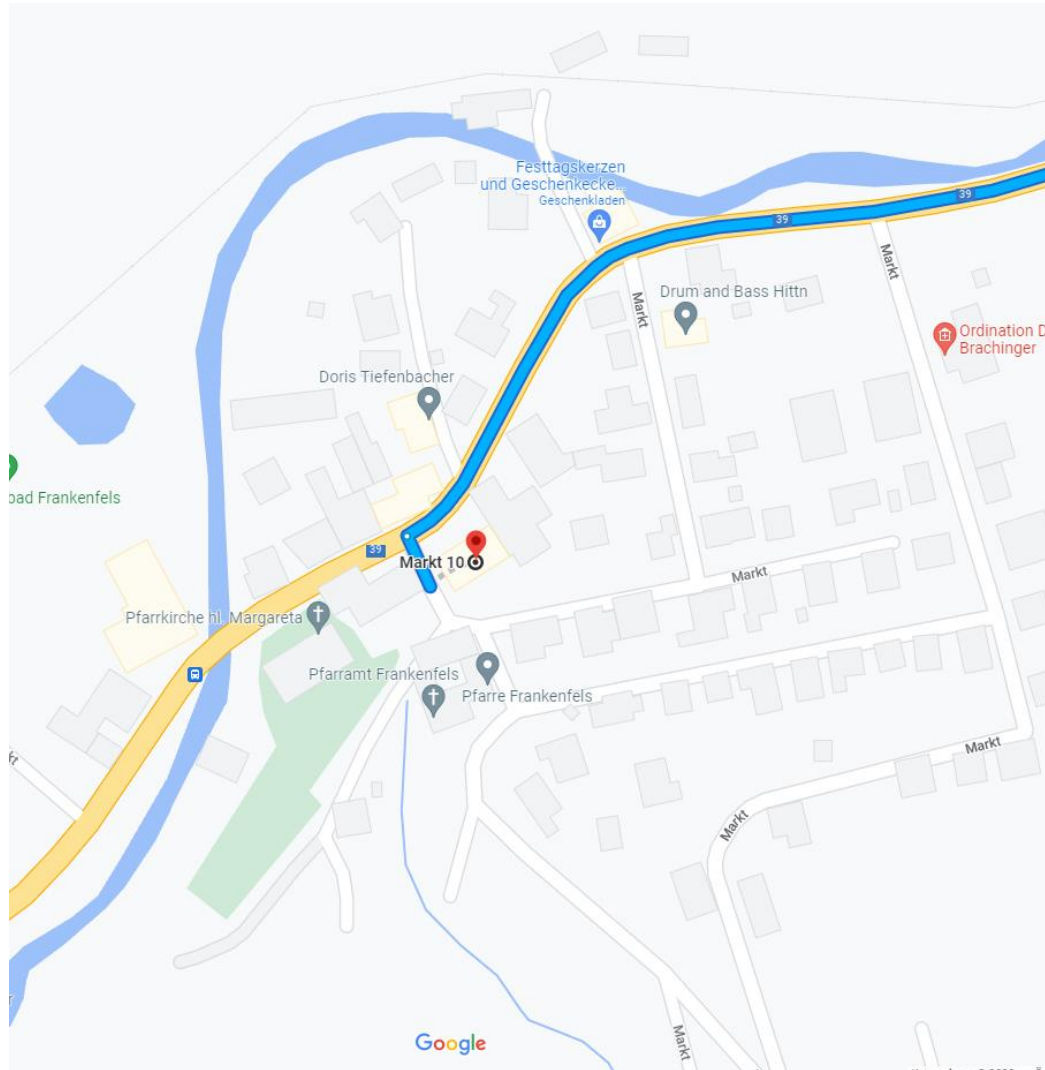 Festtagskerzen
und Geschenkecke...
Geschenkladen
39
39
Markt
Markt
Drum and Bass Hittn
Ordination D
Brachinger
Doris Tiefenbacher
bad Frankenfels
39
Markt 10
Markt
Pfarrkirche hl. Margareta
Pfarramt Frankenfels
Pfarre Frankenfels
Markt
Markt
Markt
Google